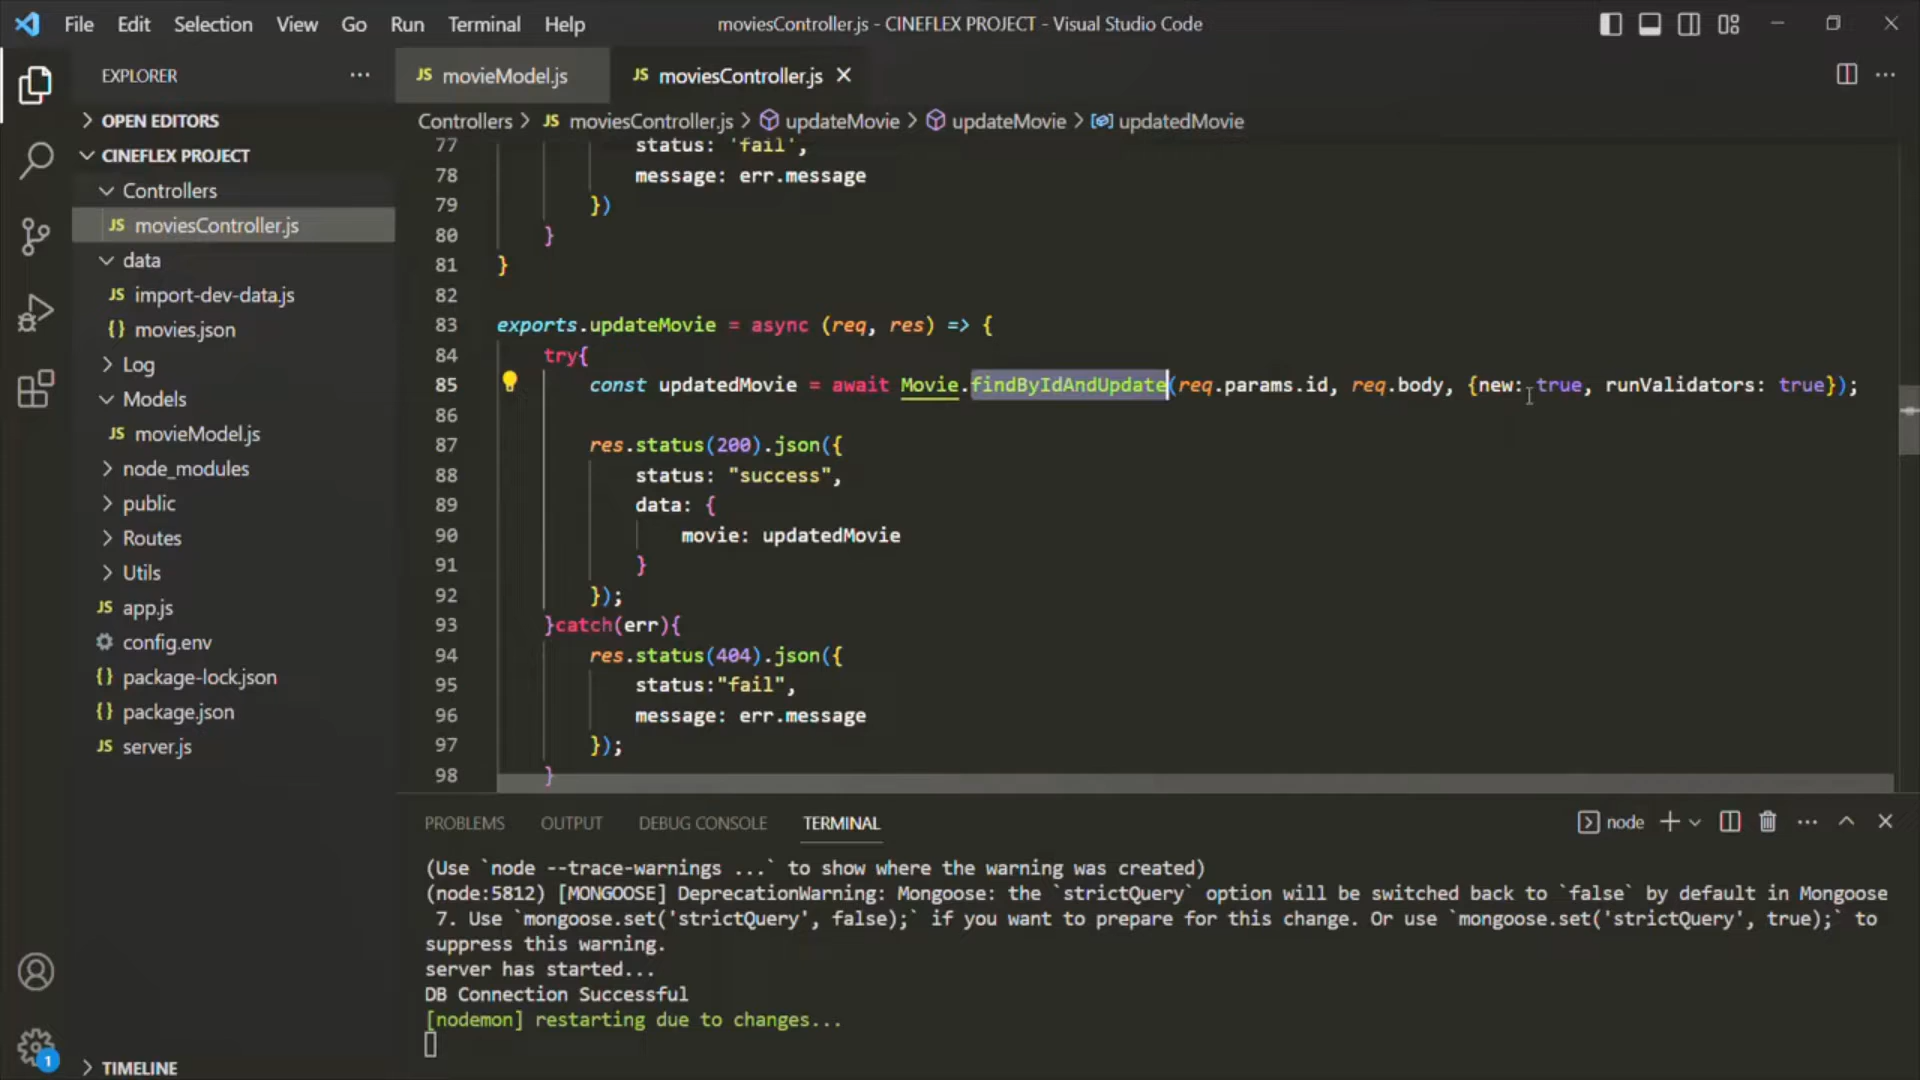 File Edit Selection View Go Run Terminal Help
moviesController.js - CINEFLEX PROJECT - Visual Studio Code
EXPLORER
OPEN EDITORS
CINEFLEX PROJECT
Controllers
JS moviesController.js
data
JS import-dev-data.js
{} movies.json
Log
Models
JS movieModel.js
node_modules
public
Routes
Utils
JS app.js
config.env
{} package-lock.json
{} package.json
JS server.js
1
TIMELINE
JS movieModel.js
JS moviesController.js
Controllers > JS moviesController.js > updateMovie > updateMovie > updatedMovie
77 status: 'fail',
78 message: err.message
79 })
80 }
81 }
82
83 exports.updateMovie = async (req, res) => {
84 try{
85 const updatedMovie = await Movie.findByIdAndUpdate(req.params.id, req.body, {new: true, runValidators: true});
86
87 res.status(200).json({
88 status: "success",
89 data: {
90 movie: updatedMovie
91 }
92 });
93 }catch(err){
94 res.status(404).json({
95 status:"fail",
96 message: err.message
97 });
98 }
PROBLEMS OUTPUT DEBUG CONSOLE TERMINAL
node
(Use `node --trace-warnings ...` to show where the warning was created)
(node:5812) [MONGOOSE] DeprecationWarning: Mongoose: the `strictQuery` option will be switched back to `false` by default in Mongoose
7. Use `mongoose.set('strictQuery', false);` if you want to prepare for this change. Or use `mongoose.set('strictQuery', true);` to
suppress this warning.
server has started...
DB Connection Successful
[nodemon] restarting due to changes...